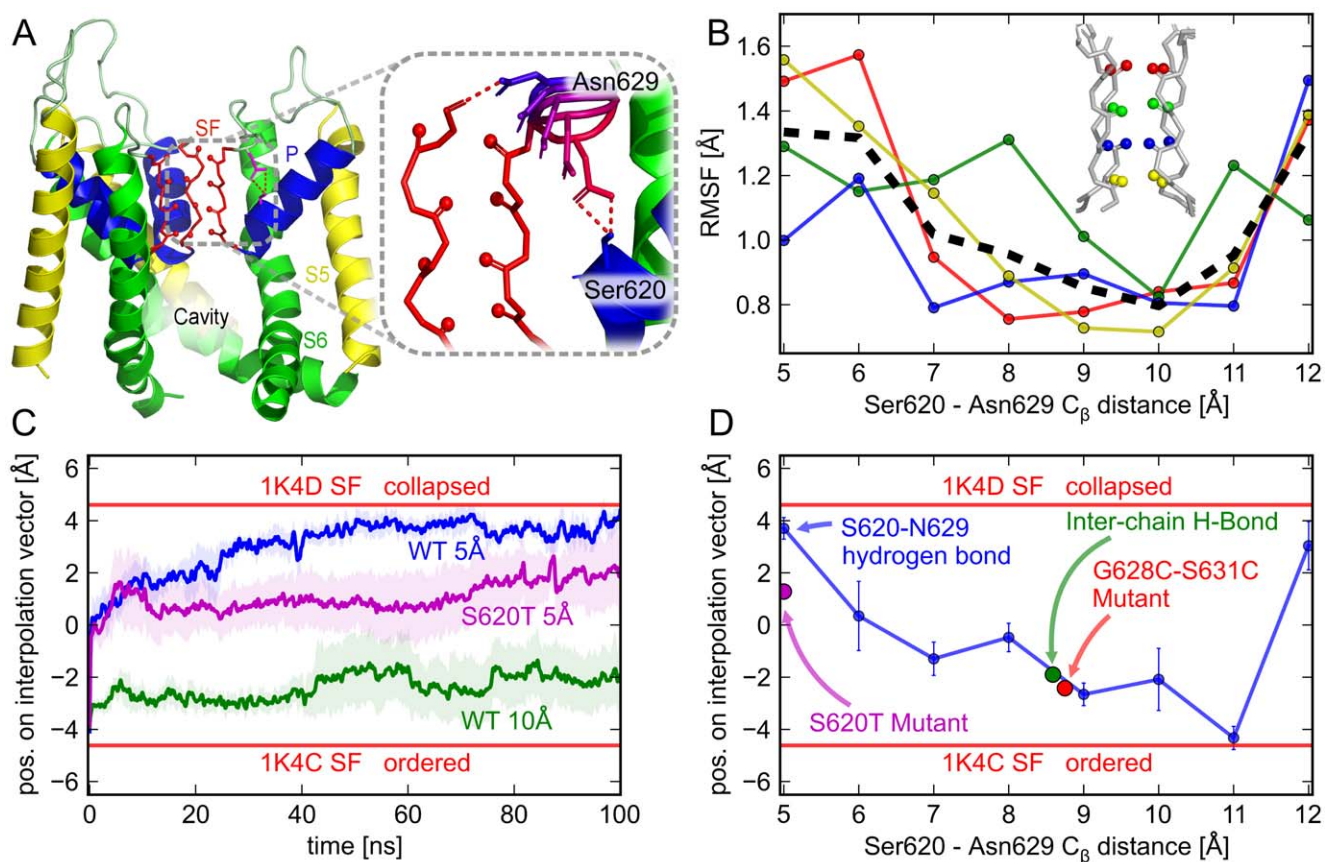 A
SF
P
S5
Cavity
S6
Asn629
Ser620
B
RMSF [Å]
1.6
1.4
1.2
1.0
0.8
5 6 7 8 9 10 11 12
Ser620 - Asn629 Cβ distance [Å]
C
pos. on interpolation vector [Å]
6
4
2
0
−2
−4
−6
1K4D SF collapsed
WT 5Å
S620T 5Å
WT 10Å
1K4C SF ordered
0 20 40 60 80 100
time [ns]
D
pos. on interpolation vector [Å]
6
4
2
0
−2
−4
−6
1K4D SF collapsed
S620-N629
hydrogen bond
Inter-chain H-Bond
G628C-S631C
Mutant
S620T Mutant
1K4C SF ordered
5 6 7 8 9 10 11 12
Ser620 - Asn629 Cβ distance [Å]